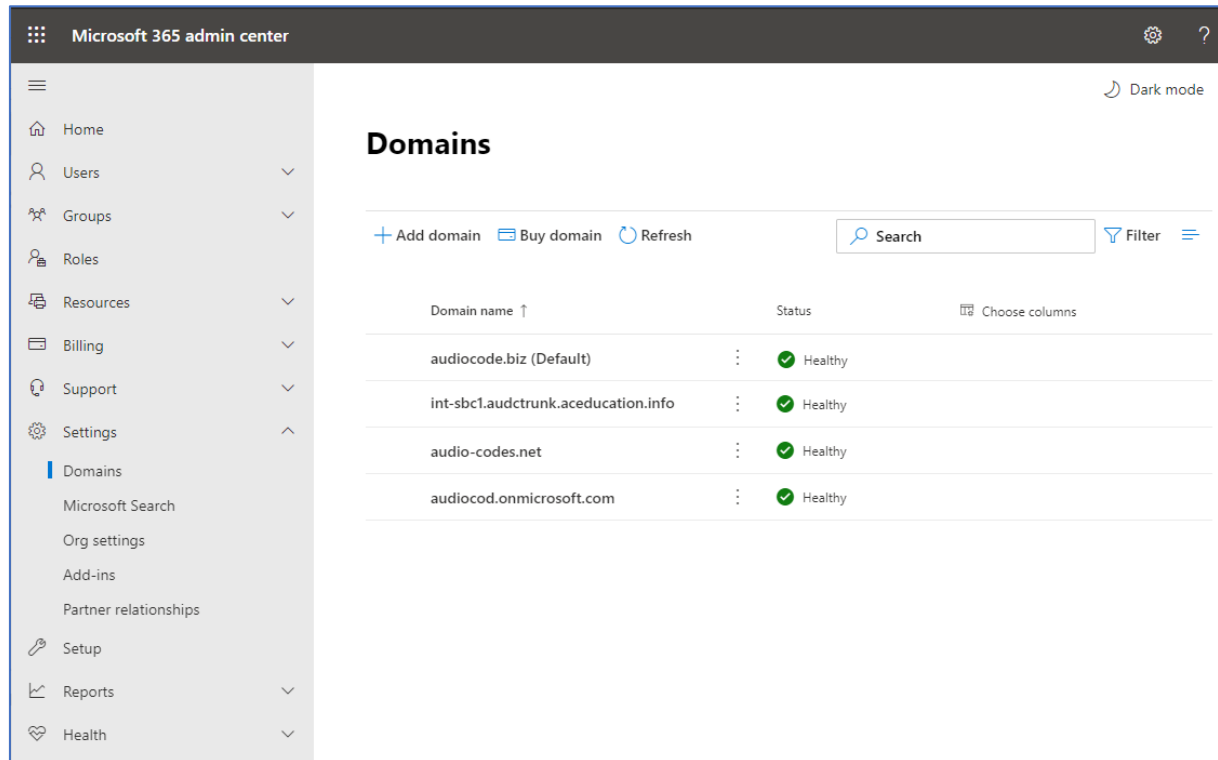 Microsoft 365 admin center
?
Dark mode
Home
Users
Groups
Roles
Resources
Billing
Support
Settings
Domains
Microsoft Search
Org settings
Add-ins
Partner relationships
Setup
Reports
Health
Domains
Add domain Buy domain Refresh Search Filter
Domain name ↑ Status Choose columns
audiocode.biz (Default) Healthy
int-sbc1.audctrunk.aceducation.info Healthy
audio-codes.net Healthy
audiocod.onmicrosoft.com Healthy